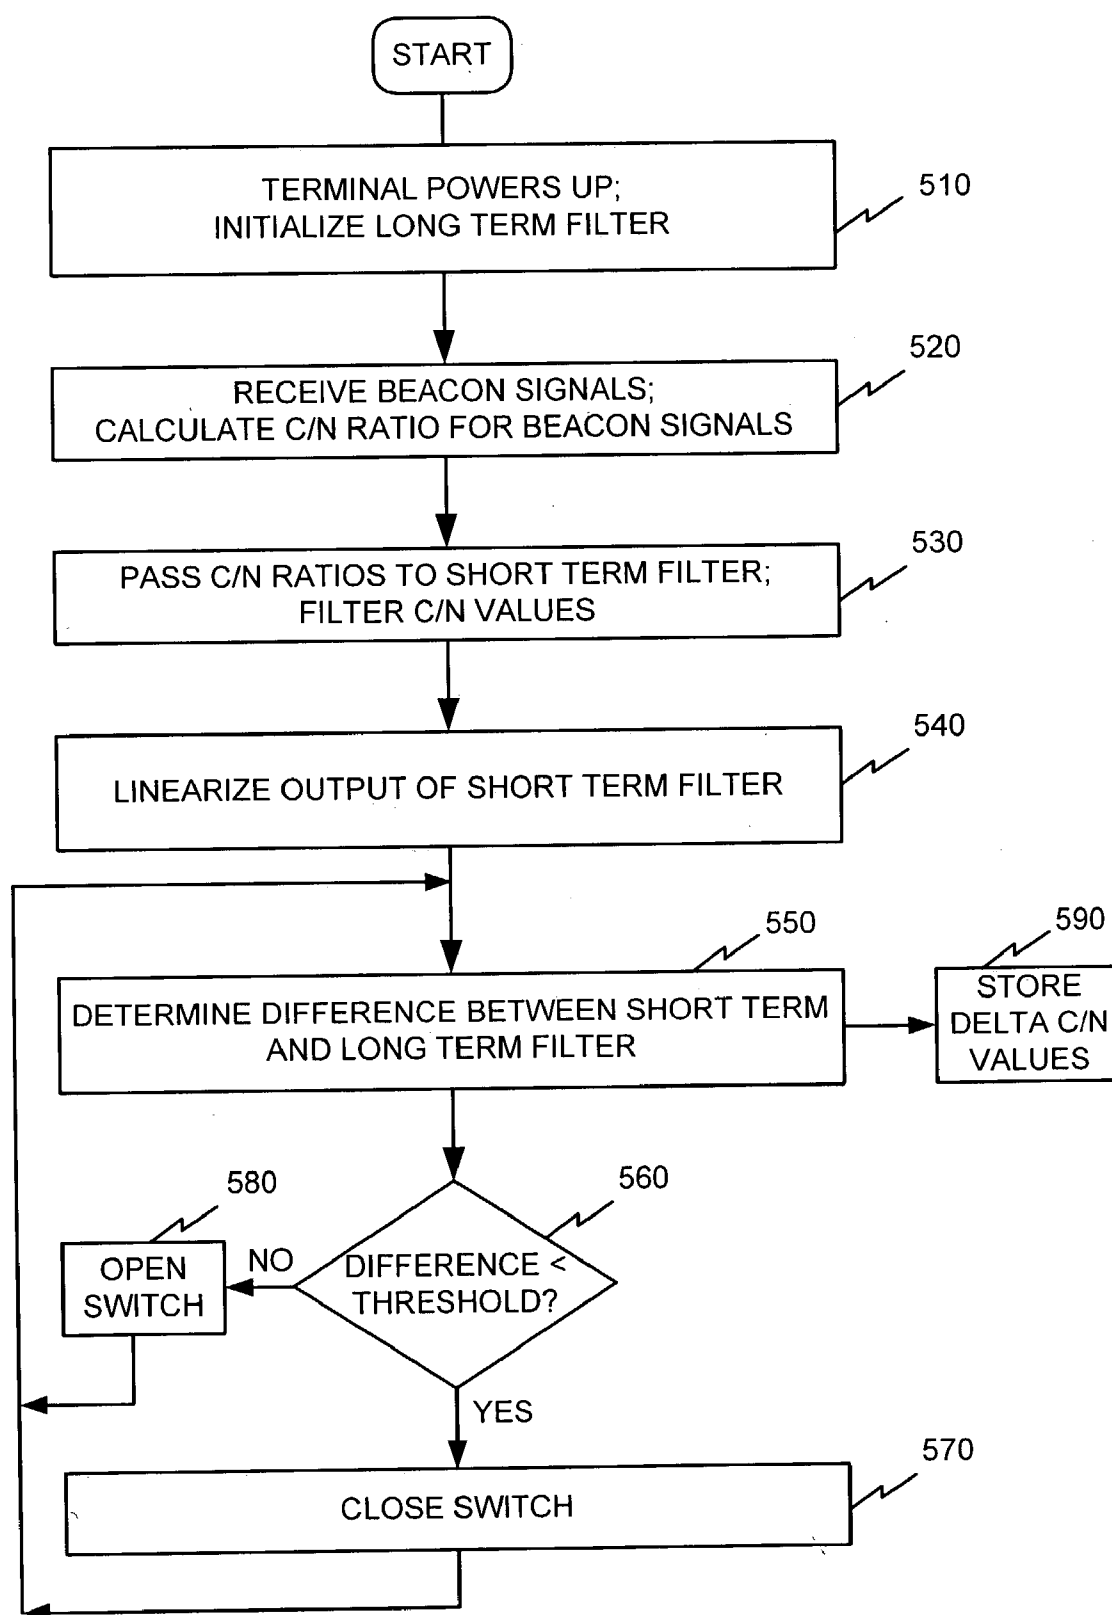 START
TERMINAL POWERS UP;
INITIALIZE LONG TERM FILTER
510
RECEIVE BEACON SIGNALS;
CALCULATE C/N RATIO FOR BEACON SIGNALS
520
PASS C/N RATIOS TO SHORT TERM FILTER;
FILTER C/N VALUES
530
LINEARIZE OUTPUT OF SHORT TERM FILTER
540
DETERMINE DIFFERENCE BETWEEN SHORT TERM
AND LONG TERM FILTER
550
STORE
DELTA C/N
VALUES
590
DIFFERENCE <
THRESHOLD?
560
NO
OPEN
SWITCH
580
YES
CLOSE SWITCH
570